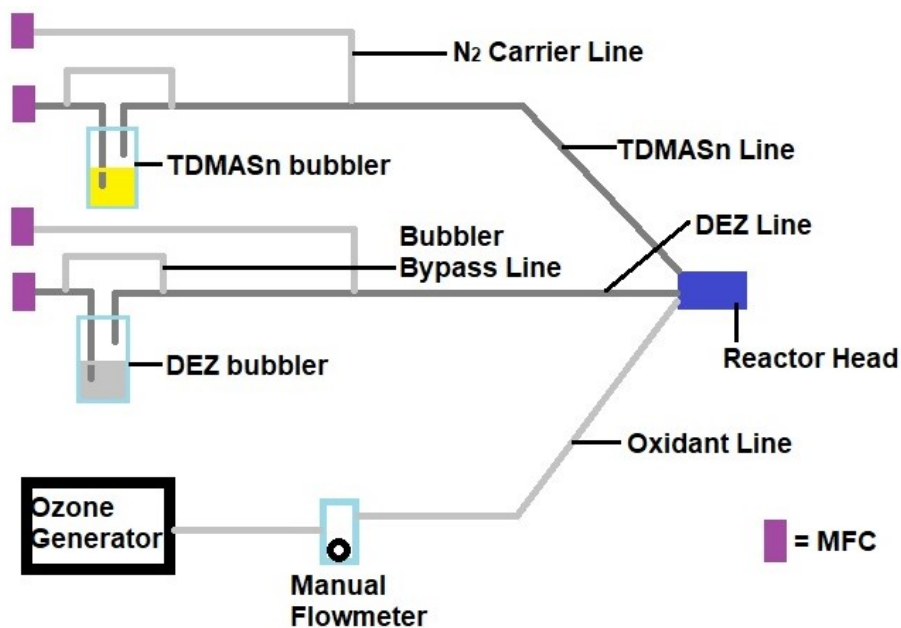 N₂ Carrier Line
TDMASn bubbler
TDMASn Line
DEZ Line
Bubbler
Bypass Line
DEZ bubbler
Reactor Head
Oxidant Line
Ozone
Generator
Manual
Flowmeter
= MFC